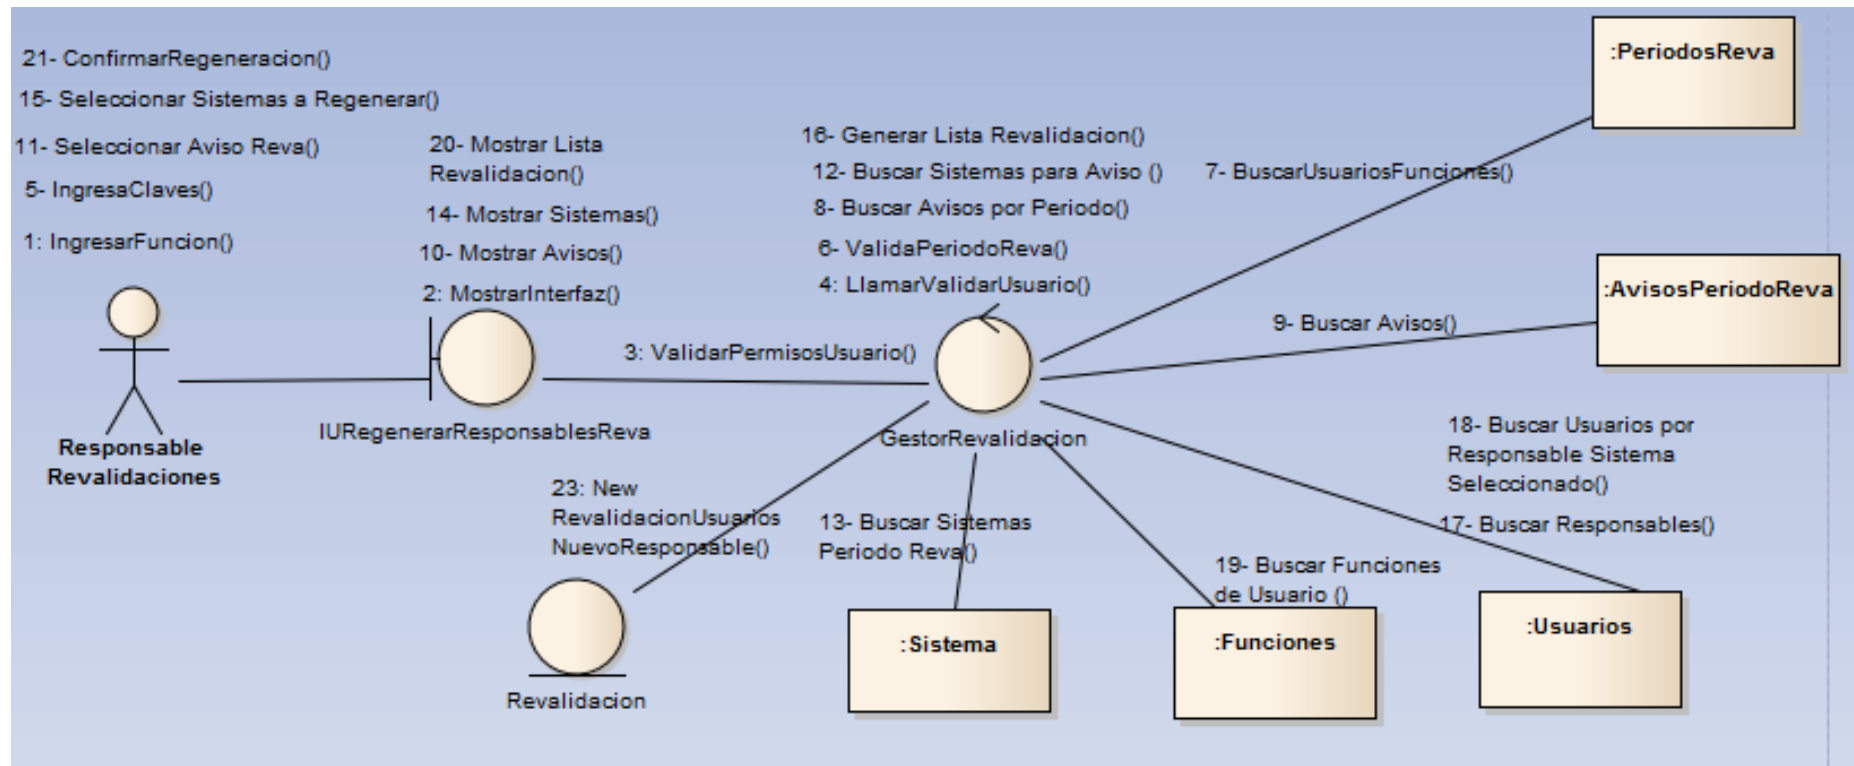 21- ConfirmarRegeneracion()
15- Seleccionar Sistemas a Regenerar()
11- Seleccionar Aviso Reva()
5- IngresaClaves()
1: IngresarFuncion()
Responsable
Revalidaciones
20- Mostrar Lista
Revalidacion()
14- Mostrar Sistemas()
10- Mostrar Avisos()
2: MostrarInterfaz()
IURegenerarResponsablesReva
3: ValidarPermisosUsuario()
16- Generar Lista Revalidacion()
12- Buscar Sistemas para Aviso ()
8- Buscar Avisos por Periodo()
6- ValidaPeriodoReva()
4: LlamarValidarUsuario()
GestorRevalidacion
7- BuscarUsuariosFunciones()
:PeriodosReva
9- Buscar Avisos()
:AvisosPeriodoReva
18- Buscar Usuarios por
Responsable Sistema
Seleccionado()
17- Buscar Responsables()
:Usuarios
19- Buscar Funciones
de Usuario ()
:Funciones
13- Buscar Sistemas
Periodo Reva()
:Sistema
23: New
RevalidacionUsuarios
NuevoResponsable()
Revalidacion